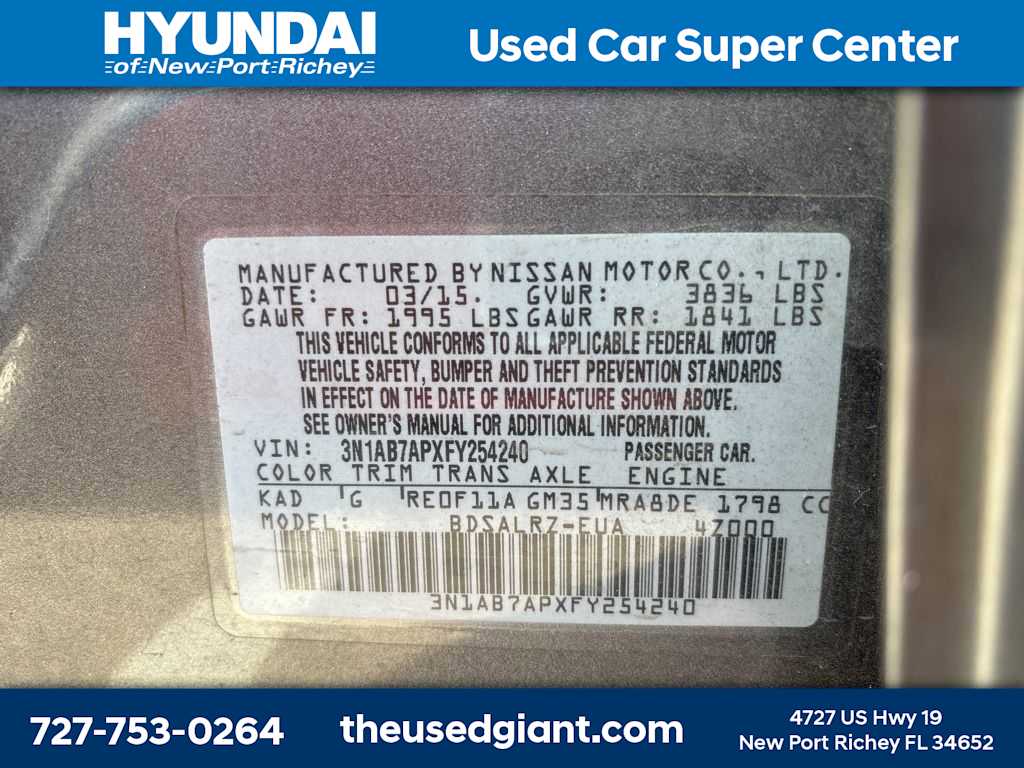 HYUNDAI
of New Port Richey
Used Car Super Center
MANUFACTURED BY NISSAN MOTOR CO., LTD.
DATE: 03/15. GVWR: 3836 LBS
GAWR FR: 1995 LBS GAWR RR: 1841 LBS
THIS VEHICLE CONFORMS TO ALL APPLICABLE FEDERAL MOTOR
VEHICLE SAFETY, BUMPER AND THEFT PREVENTION STANDARDS
IN EFFECT ON THE DATE OF MANUFACTURE SHOWN ABOVE.
SEE OWNER'S MANUAL FOR ADDITIONAL INFORMATION.
VIN: 3N1AB7APXFY254240 PASSENGER CAR.
COLOR TRIM TRANS AXLE ENGINE
KAD G RE0F11A GM35 MRA8DE 1798 CC
MODEL: BDSALRZ-EUA 4Z000
3N1AB7APXFY254240
727-753-0264
theusedgiant.com
4727 US Hwy 19
New Port Richey FL 34652